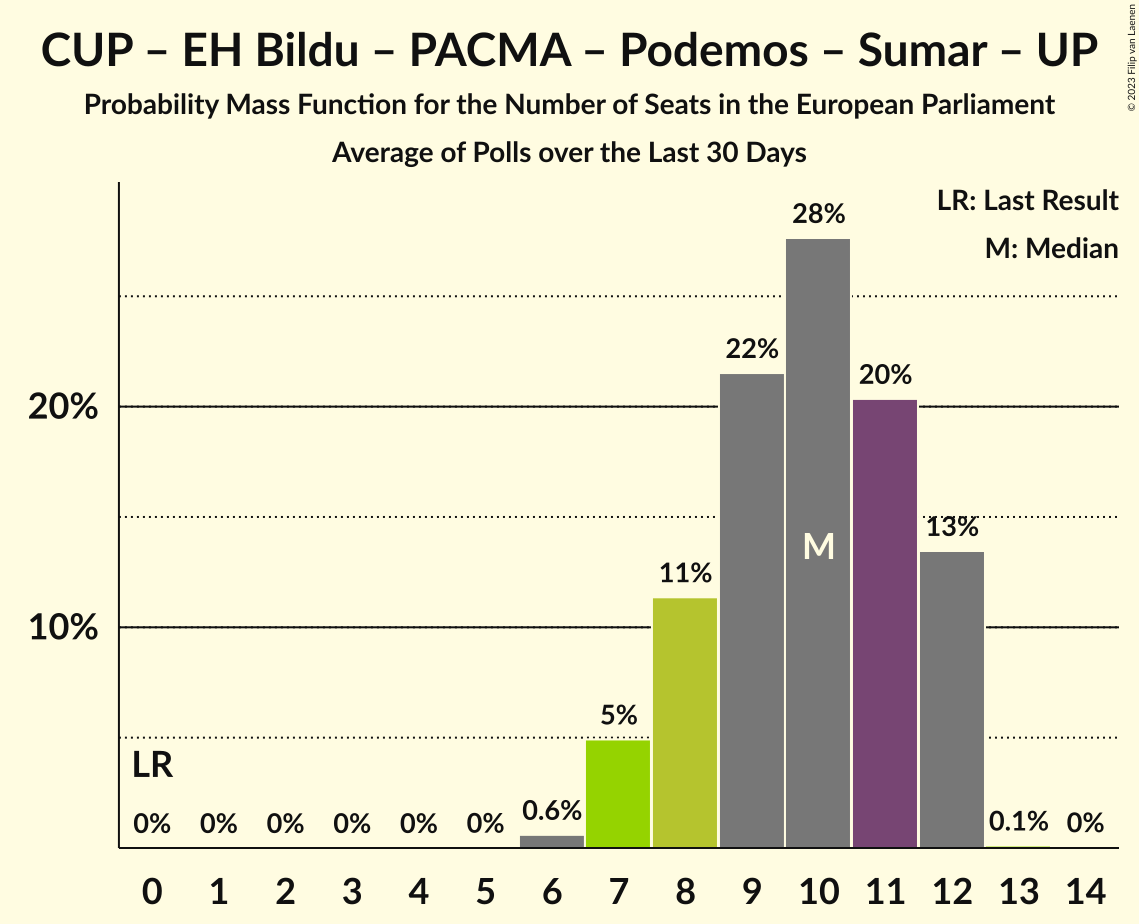 CUP – EH Bildu – PACMA – Podemos – Sumar – UP
Probability Mass Function for the Number of Seats in the European Parliament
Average of Polls over the Last 30 Days
© 2023 Filip van Laenen
LR: Last Result
M: Median
28%
22%
20%
20%
13%
M
11%
10%
5%
LR
0% 0% 0% 0% 0% 0% 0.6% 0.1% 0%
0 1 2 3 4 5 6 7 8 9 10 11 12 13 14